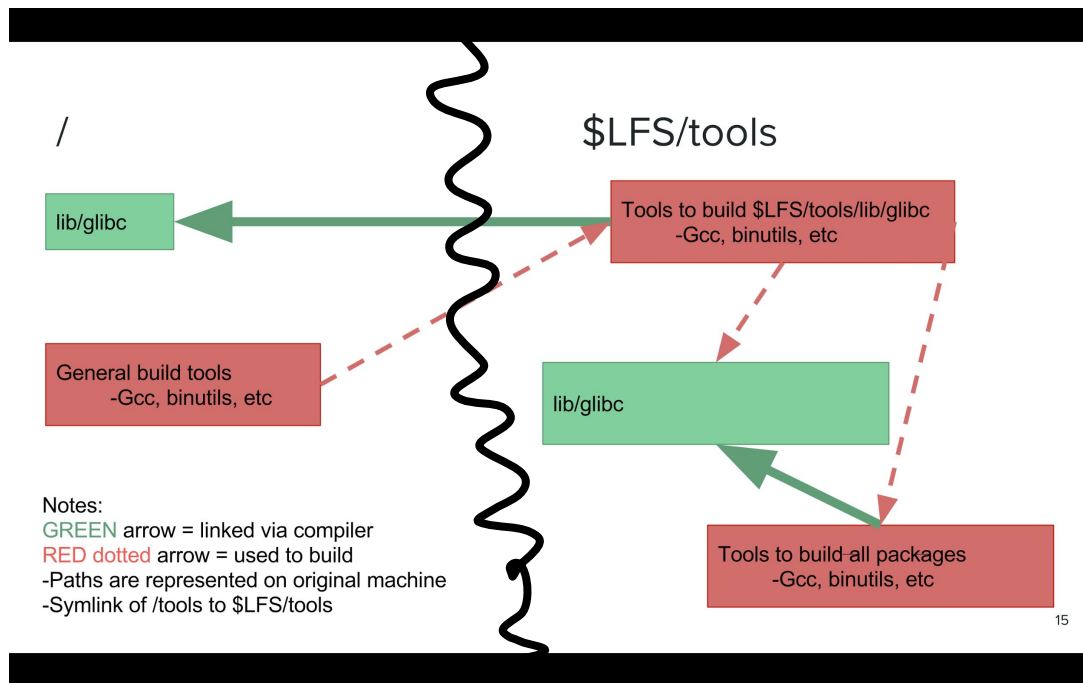 /
$LFS/tools
lib/glibc
Tools to build $LFS/tools/lib/glibc
-Gcc, binutils, etc
General build tools
-Gcc, binutils, etc
lib/glibc
Notes:
GREEN arrow = linked via compiler
RED dotted arrow = used to build
-Paths are represented on original machine
-Symlink of /tools to $LFS/tools
Tools to build all packages
-Gcc, binutils, etc
15